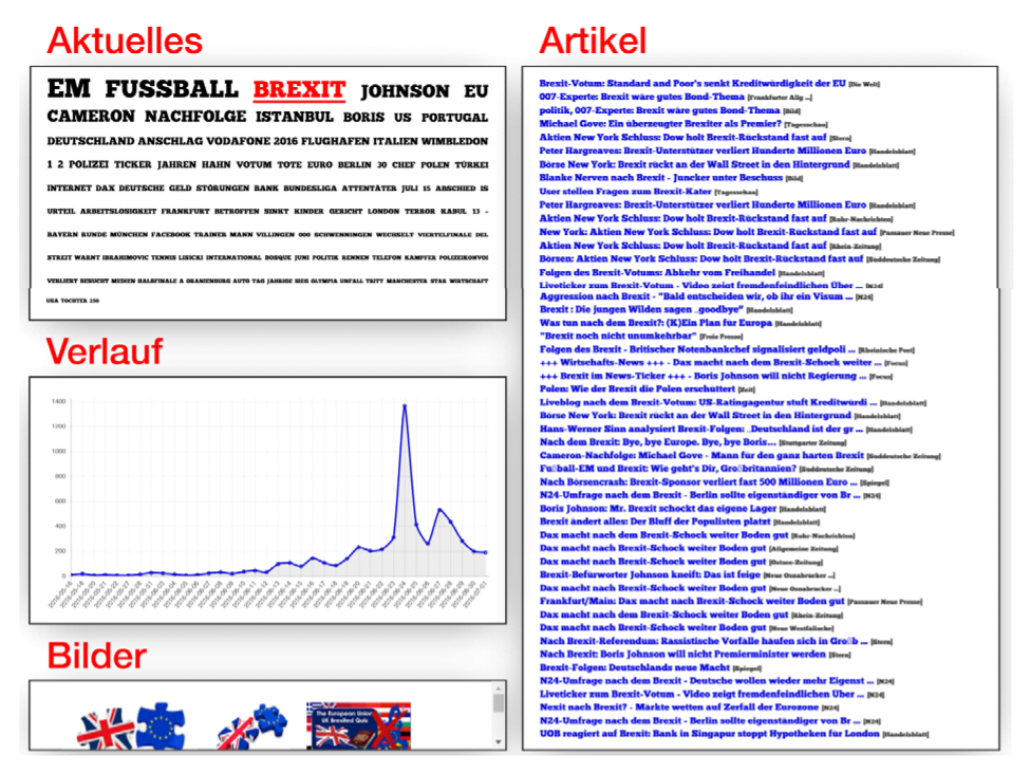 Aktuelles
EM FUSSBALL BREXIT JOHNSON EU
CAMERON NACHFOLGE ISTANBUL BORIS US PORTUGAL
DEUTSCHLAND ANSCHLAG VODAFONE 2016 FLUGHAFEN ITALIEN WIMBLEDON
1 2 POLIZEI TICKER JAHREN HAHN VOTUM TOTE EURO BERLIN 30 CHEF POLEN TÜRKEI
INTERNET DAX DEUTSCHE GELD STÖRUNGEN BANK BUNDESLIGA ATTENTÄTER JULI 15 ABSCHIED IS
URTEIL ARBEITSLOSIGKEIT FRANKFURT BETROFFEN SINKT KINDER GERICHT LONDON TERROR KABUL 13 -
BAYERN RUNDE MÜNCHEN FACEBOOK TRAINER MANN VILLINGEN 000 SCHWENNINGEN WECHSELT VIERTELFINALE DEL
STREIT WARNT IBRAHIMOVIC TENNIS LISICKI INTERNATIONAL BOSQUE JUNI POLITIK RENNEN TELEFON KAMPFER POLIZEIKONVOI
VERLIERT BESUCHT MEDIEN HALBFINALE A ORANIENBURG AUTO TAG JÄHRIGE SIEG OLYMPIA UNFALL TRITT MANCHESTER STAR WIRTSCHAFT
USA TOCHTER 150
Verlauf
1400
1200
1000
800
600
400
200
0
Bilder
The European Union
US Brexited Quiz
Artikel
Brexit-Votum: Standard and Poor's senkt Kreditwürdigkeit der EU [Die Welt]
007-Experte: Brexit wäre gutes Bond-Thema [Frankfurter Allg ...]
politik, 007-Experte: Brexit wäre gutes Bond-Thema [Bild]
Michael Gove: Ein überzeugter Brexiter als Premier? [Tagesschau]
Aktien New York Schluss: Dow holt Brexit-Rückstand fast auf [Stern]
Peter Hargreaves: Brexit-Unterstützer verliert Hunderte Millionen Euro [Handelsblatt]
Börse New York: Brexit rückt an der Wall Street in den Hintergrund [Handelsblatt]
Blanke Nerven nach Brexit - Juncker unter Beschuss [Bild]
User stellen Fragen zum Brexit-Kater [Tagesschau]
Peter Hargreaves: Brexit-Unterstützer verliert Hunderte Millionen Euro [Handelsblatt]
Aktien New York Schluss: Dow holt Brexit-Rückstand fast auf [Ruhr-Nachrichten]
New York: Aktien New York Schluss: Dow holt Brexit-Rückstand fast auf [Passauer Neue Presse]
Aktien New York Schluss: Dow holt Brexit-Rückstand fast auf [Rhein-Zeitung]
Börsen: Aktien New York Schluss: Dow holt Brexit-Rückstand fast auf [Süddeutsche Zeitung]
Folgen des Brexit-Votums: Abkehr vom Freihandel [Handelsblatt]
Liveticker zum Brexit-Votum - Video zeigt fremdenfeindlichen Über ... [N24]
Aggression nach Brexit - "Bald entscheiden wir, ob ihr ein Visum ... [N24]
Brexit : Die jungen Wilden sagen „goodbye“ [Handelsblatt]
Was tun nach dem Brexit?: (K)Ein Plan für Europa [Handelsblatt]
"Brexit noch nicht unumkehrbar" [Freie Presse]
Folgen des Brexit - Britischer Notenbankchef signalisiert geldpoli ... [Rheinische Post]
+++ Wirtschafts-News +++ - Dax macht nach dem Brexit-Schock weiter ... [Focus]
+++ Brexit im News-Ticker +++ - Boris Johnson will nicht Regierung ... [Focus]
Polen: Wie der Brexit die Polen erschüttert [Zeit]
Liveblog nach dem Brexit-Votum: US-Ratingagentur stuft Kreditwürdi ... [Handelsblatt]
Börse New York: Brexit rückt an der Wall Street in den Hintergrund [Handelsblatt]
Hans-Werner Sinn analysiert Brexit-Folgen: „Deutschland ist der gr ... [Handelsblatt]
Nach dem Brexit: Bye, bye Europe. Bye, bye Boris... [Stuttgarter Zeitung]
Cameron-Nachfolge: Michael Gove - Mann für den ganz harten Brexit [Süddeutsche Zeitung]
Fu▯ball-EM und Brexit: Wie geht's Dir, Gro▯britannien? [Süddeutsche Zeitung]
Nach Börsencrash: Brexit-Sponsor verliert fast 500 Millionen Euro ... [Spiegel]
N24-Umfrage nach dem Brexit - Berlin sollte eigenständiger von Br ... [N24]
Boris Johnson: Mr. Brexit schockt das eigene Lager [Handelsblatt]
Brexit ändert alles: Der Bluff der Populisten platzt [Handelsblatt]
Dax macht nach dem Brexit-Schock weiter Boden gut [Ruhr-Nachrichten]
Dax macht nach dem Brexit-Schock weiter Boden gut [Allgemeine Zeitung]
Dax macht nach dem Brexit-Schock weiter Boden gut [Ostsee-Zeitung]
Brexit-Befürworter Johnson kneift: Das ist feige [Neue Osnabrücker ...]
Dax macht nach dem Brexit-Schock weiter Boden gut [Neue Osnabrücker ...]
Frankfurt/Main: Dax macht nach Brexit-Schock weiter Boden gut [Passauer Neue Presse]
Dax macht nach dem Brexit-Schock weiter Boden gut [Rhein-Zeitung]
Dax macht nach dem Brexit-Schock weiter Boden gut [Neue Westfälische]
Nach Brexit-Referendum: Rassistische Vorfälle häufen sich in Gro▯b ... [Stern]
Nach Brexit: Boris Johnson will nicht Premierminister werden [Stern]
Brexit-Folgen: Deutschlands neue Macht [Spiegel]
N24-Umfrage nach dem Brexit - Deutsche wollen wieder mehr Eigenst ... [N24]
Liveticker zum Brexit-Votum - Video zeigt fremdenfeindlichen Über ... [N24]
Nexit nach Brexit? - Märkte wetten auf Zerfall der Eurozone [N24]
N24-Umfrage nach dem Brexit - Berlin sollte eigenständiger von Br ... [N24]
UOB reagiert auf Brexit: Bank in Singapur stoppt Hypotheken für London [Handelsblatt]